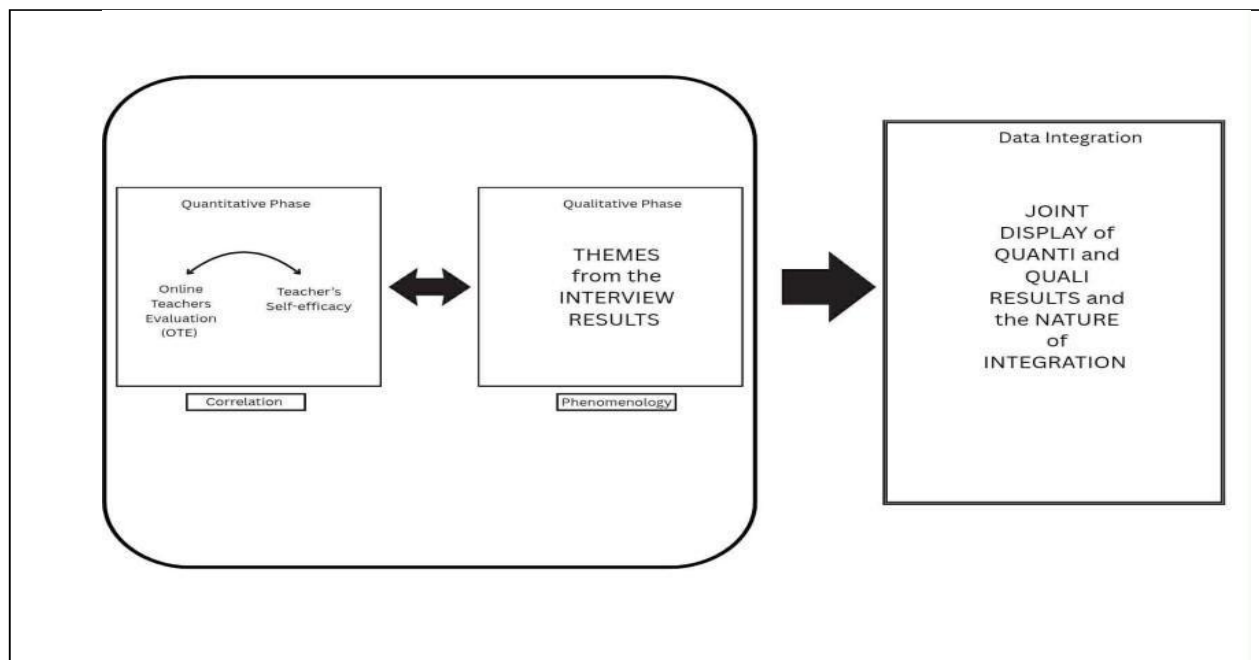 Quantitative Phase
Online
Teachers
Evaluation
(OTE)
Teacher's
Self-efficacy
Correlation
Qualitative Phase
THEMES
from the
INTERVIEW
RESULTS
Phenomenology
Data Integration
JOINT
DISPLAY of
QUANTI and
QUALI
RESULTS and
the NATURE
of
INTEGRATION